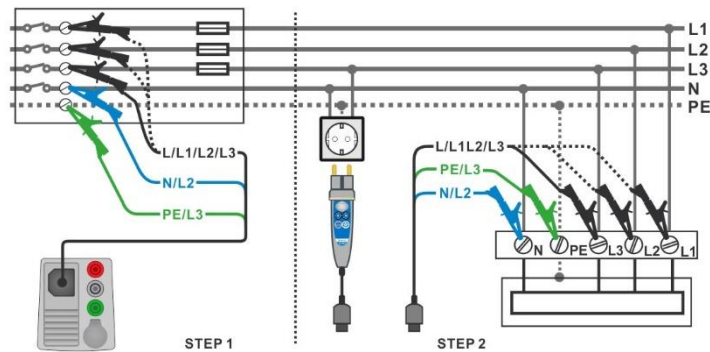 L1
L2
L3
N
PE
L/L1/L2/L3
N/L2
PE/L3
L/L1L2/L3
PE/L3
N/L2
N PE L3 L2 L1
STEP 1
STEP 2